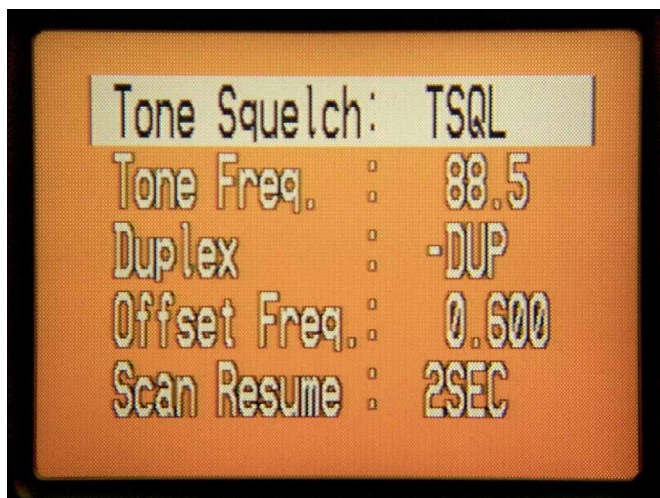 Tone Squelch: TSQL
Tone Freq. : 88.5
Duplex : -DUP
Offset Freq.: 0.600
Scan Resume : 2SEC